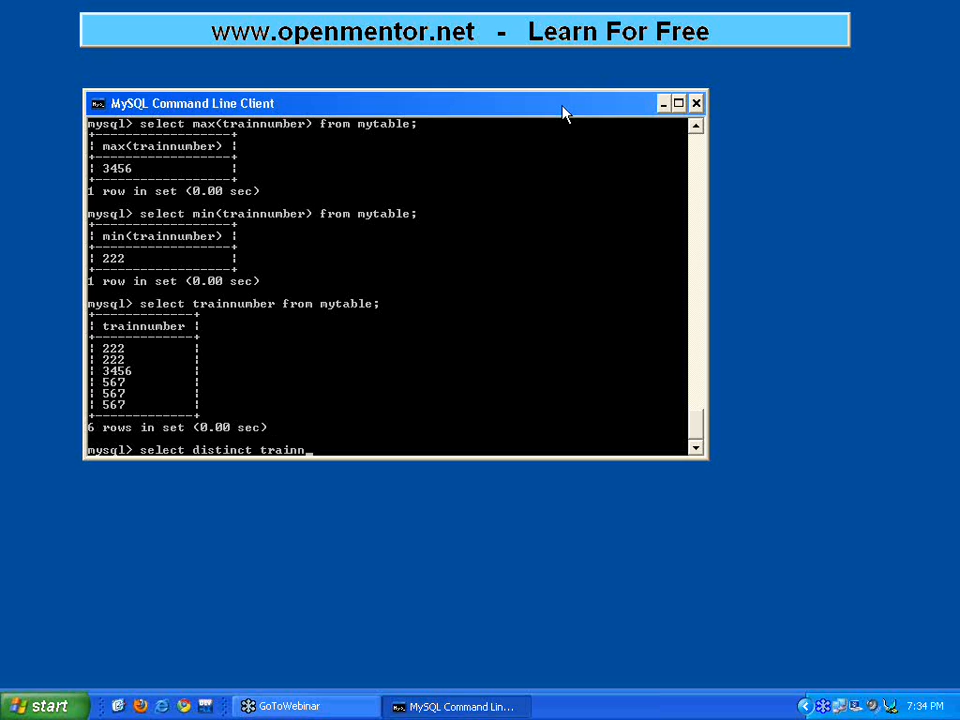 www.openmentor.net - Learn For Free
MySQL Command Line Client
mysql> select max(trainnumber) from mytable;
+------------------+
| max(trainnumber) |
+------------------+
| 3456             |
+------------------+
1 row in set (0.00 sec)
mysql> select min(trainnumber) from mytable;
+------------------+
| min(trainnumber) |
+------------------+
| 222              |
+------------------+
1 row in set (0.00 sec)
mysql> select trainnumber from mytable;
+-------------+
| trainnumber |
+-------------+
| 222         |
| 222         |
| 3456        |
| 567         |
| 567         |
| 567         |
+-------------+
6 rows in set (0.00 sec)
mysql> select distinct trainn_
start
GoToWebinar
MySQL Command Lin...
7:34 PM